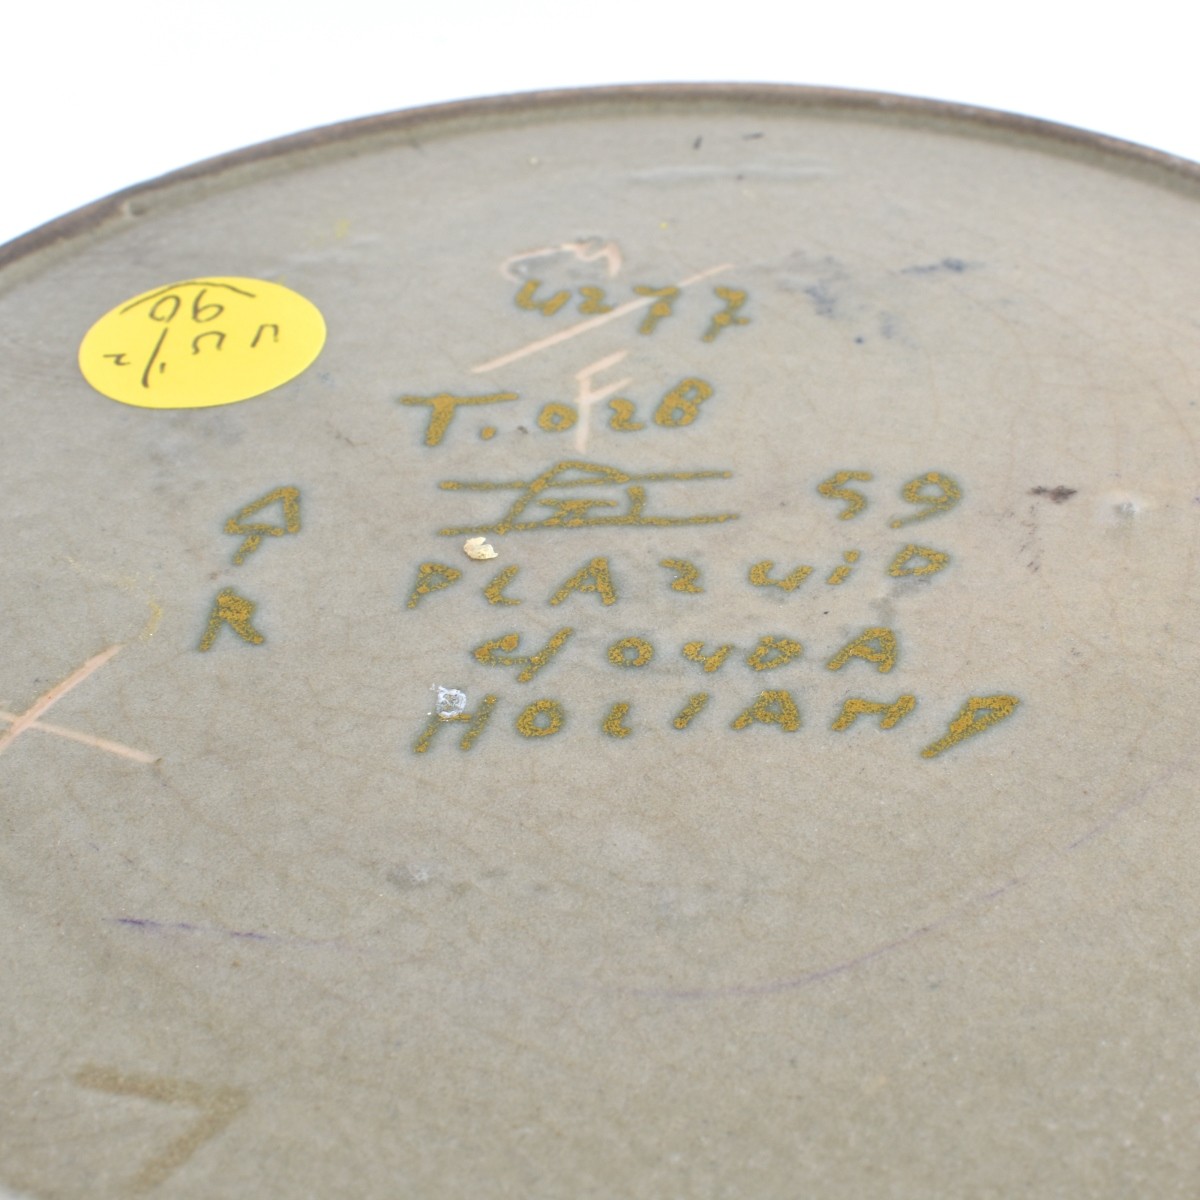 4277
F
T.028
59
PLAZUID
GOUDA
HOLLAND
R